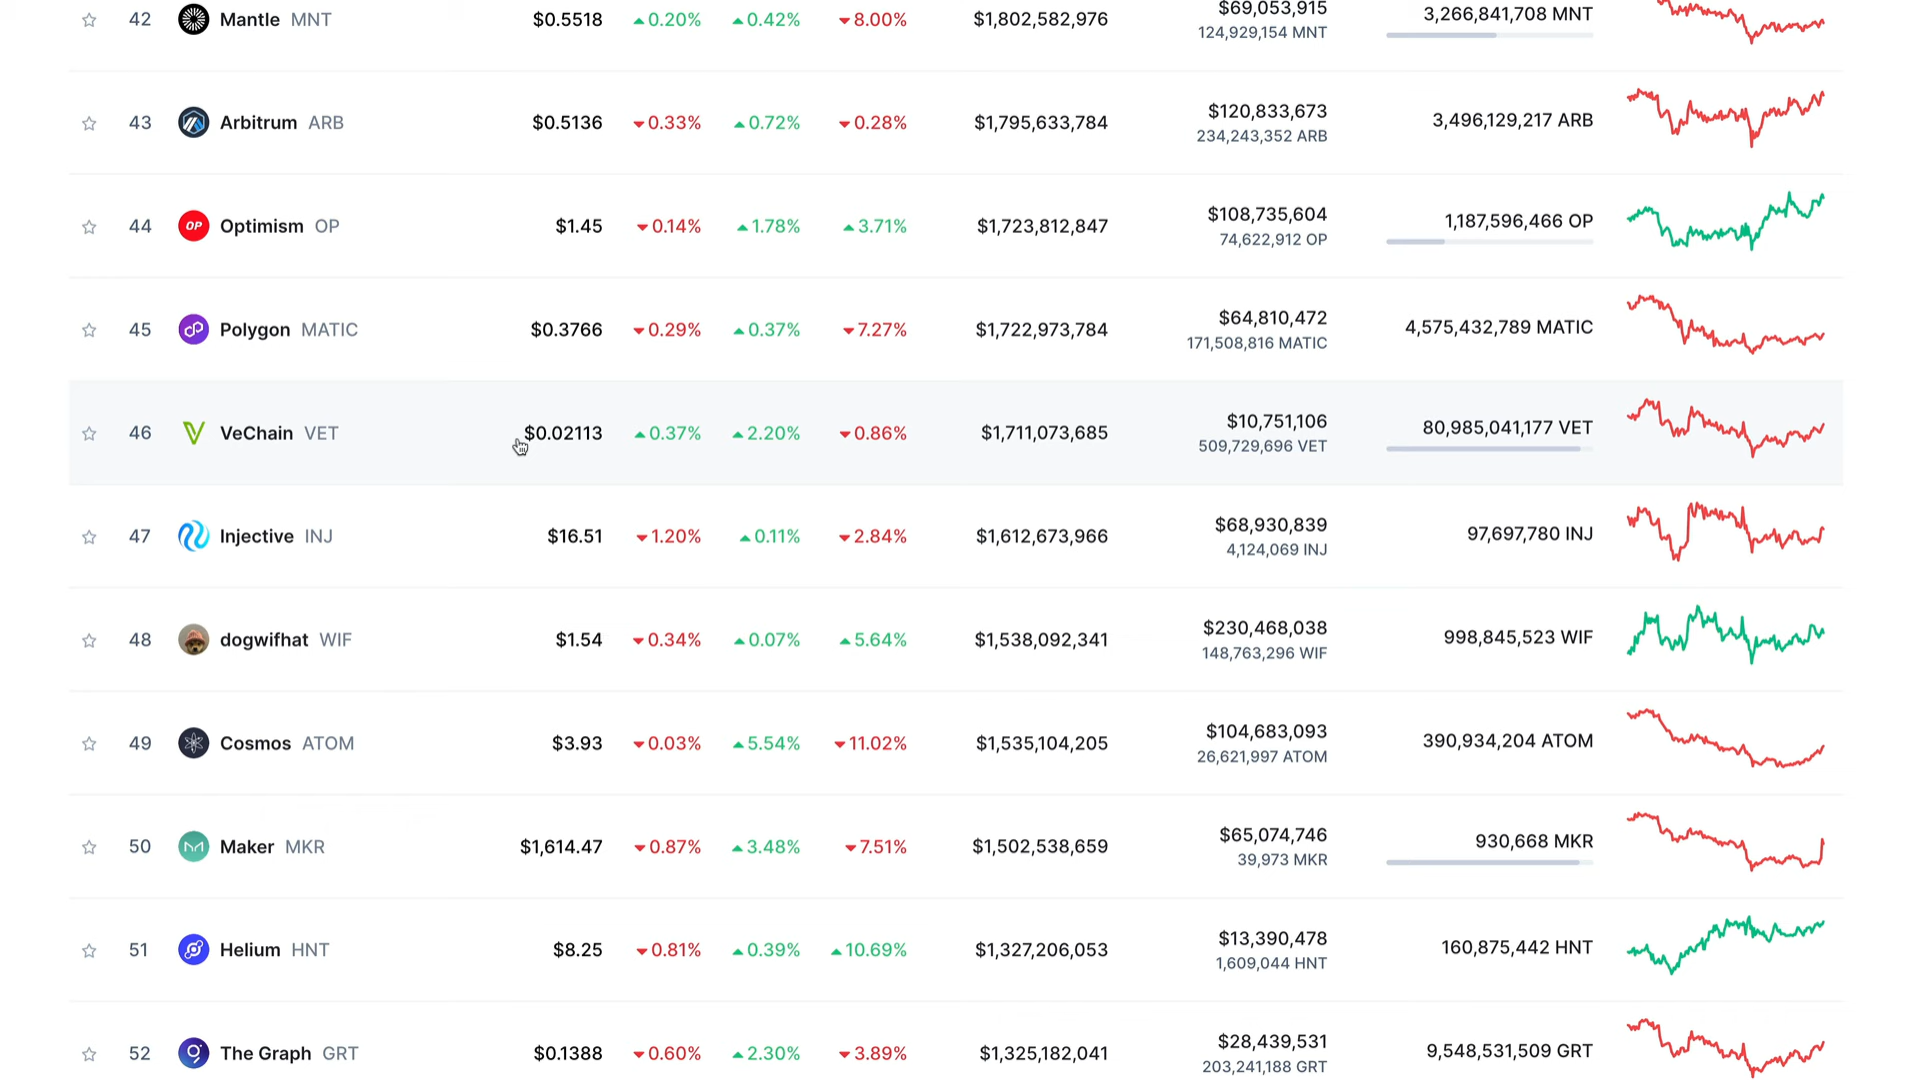 42 Mantle MNT $0.5518 0.20% 0.42% 8.00% $1,802,582,976 $69,053,915 3,266,841,708 MNT
124,929,154 MNT
43 Arbitrum ARB $0.5136 0.33% 0.72% 0.28% $1,795,633,784 $120,833,673 3,496,129,217 ARB
234,243,352 ARB
44 OP Optimism OP $1.45 0.14% 1.78% 3.71% $1,723,812,847 $108,735,604 1,187,596,466 OP
74,622,912 OP
45 Polygon MATIC $0.3766 0.29% 0.37% 7.27% $1,722,973,784 $64,810,472 4,575,432,789 MATIC
171,508,816 MATIC
46 VeChain VET $0.02113 0.37% 2.20% 0.86% $1,711,073,685 $10,751,106 80,985,041,177 VET
509,729,696 VET
47 Injective INJ $16.51 1.20% 0.11% 2.84% $1,612,673,966 $68,930,839 97,697,780 INJ
4,124,069 INJ
48 dogwifhat WIF $1.54 0.34% 0.07% 5.64% $1,538,092,341 $230,468,038 998,845,523 WIF
148,763,296 WIF
49 Cosmos ATOM $3.93 0.03% 5.54% 11.02% $1,535,104,205 $104,683,093 390,934,204 ATOM
26,621,997 ATOM
50 Maker MKR $1,614.47 0.87% 3.48% 7.51% $1,502,538,659 $65,074,746 930,668 MKR
39,973 MKR
51 Helium HNT $8.25 0.81% 0.39% 10.69% $1,327,206,053 $13,390,478 160,875,442 HNT
1,609,044 HNT
52 The Graph GRT $0.1388 0.60% 2.30% 3.89% $1,325,182,041 $28,439,531 9,548,531,509 GRT
203,241,188 GRT